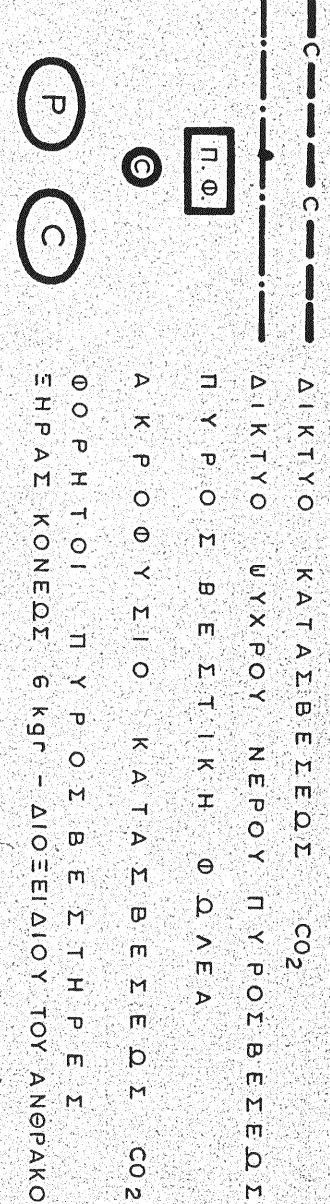 C C ΔΙΚΤΥΟ ΚΑΤΑΣΒΕΣΕΩΣ CO2
ΔΙΚΤΥΟ ΨΥΧΡΟΥ ΝΕΡΟΥ ΠΥΡΟΣΒΕΣΕΩΣ
Π.Φ. ΠΥΡΟΣΒΕΣΤΙΚΗ ΦΩΛΕΑ
C ΑΚΡΟΦΥΣΙΟ ΚΑΤΑΣΒΕΣΕΩΣ CO2
P ΦΟΡΗΤΟΙ ΠΥΡΟΣΒΕΣΤΗΡΕΣ
C ΞΗΡΑΣ ΚΟΝΕΩΣ 6 kgr - ΔΙΟΞΕΙΔΙΟΥ ΤΟΥ ΑΝΘΡΑΚΟ